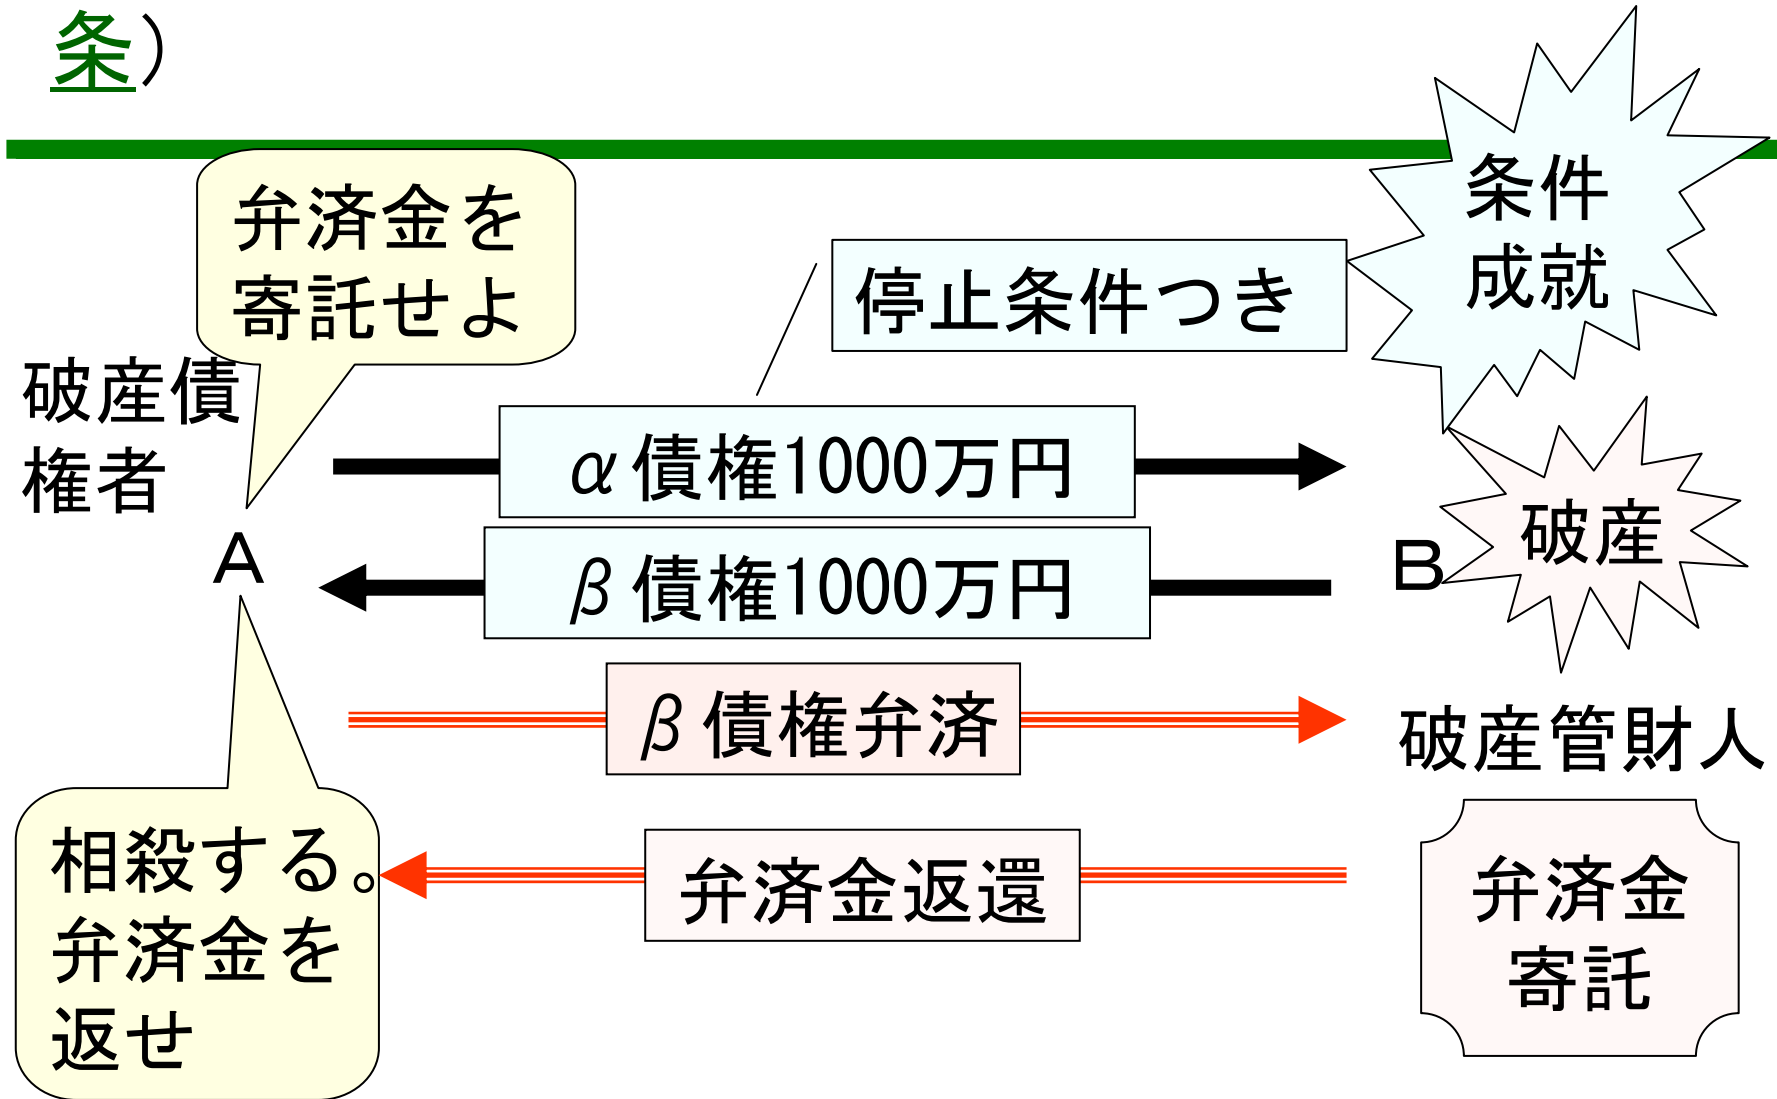 条）
弁済金を
寄託せよ
条件
成就
停止条件つき
破産債
権者
α債権1000万円
A
β債権1000万円
B
破産
β債権弁済
破産管財人
相殺する。
弁済金を
返せ
弁済金返還
弁済金
寄託